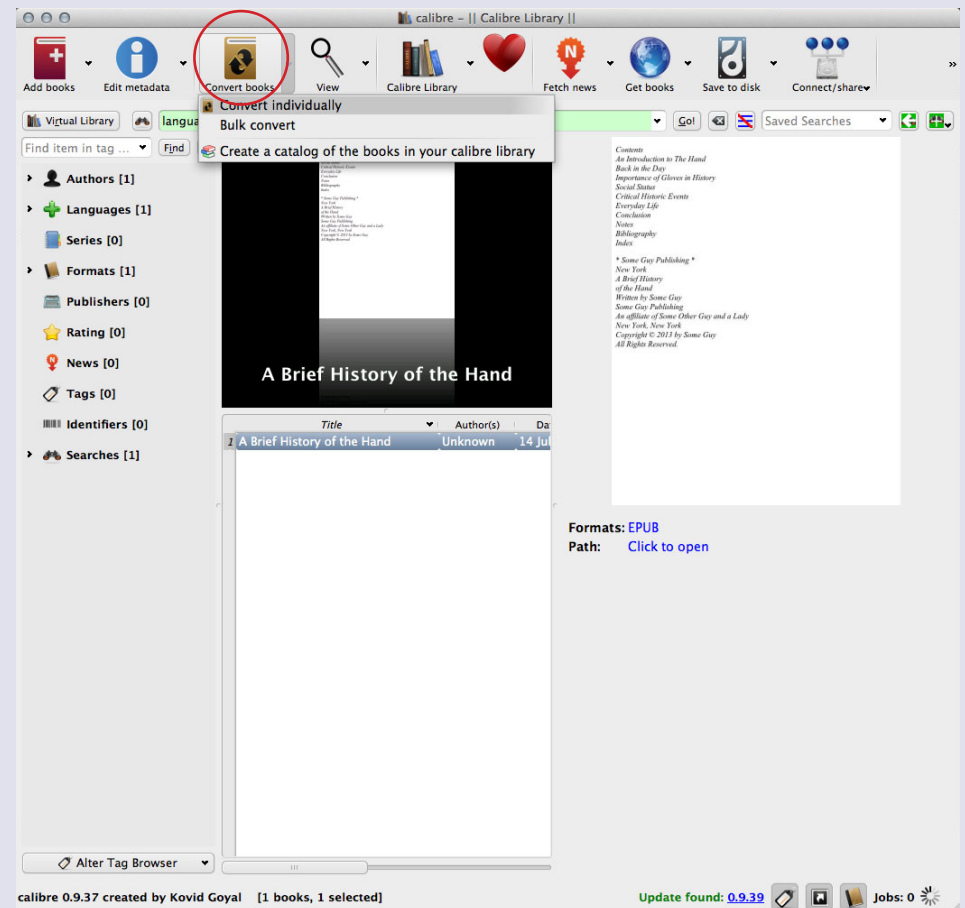 calibre – || Calibre Library ||
Add books Edit metadata Convert books View Calibre Library Fetch news Get books Save to disk Connect/share
Convert individually
Bulk convert
Create a catalog of the books in your calibre library
Virtual Library langua Go! Saved Searches
Find item in tag ... Find
Authors [1]
Languages [1]
Series [0]
Formats [1]
Publishers [0]
Rating [0]
News [0]
Tags [0]
Identifiers [0]
Searches [1]
Alter Tag Browser
A Brief History of the Hand
Title Author(s) Da
1 A Brief History of the Hand Unknown 14 Jul
Contents
An Introduction to The Hand
Back in the Day
Importance of Gloves in History
Social Status
Critical Historic Events
Everyday Life
Conclusion
Notes
Bibliography
Index
* Some Guy Publishing *
New York
A Brief History
of the Hand
Written by Some Guy
Some Guy Publishing
An affiliate of Some Other Guy and a Lady
New York, New York
Copyright © 2013 by Some Guy
All Rights Reserved.
Formats: EPUB
Path: Click to open
calibre 0.9.37 created by Kovid Goyal [1 books, 1 selected] Update found: 0.9.39 Jobs: 0